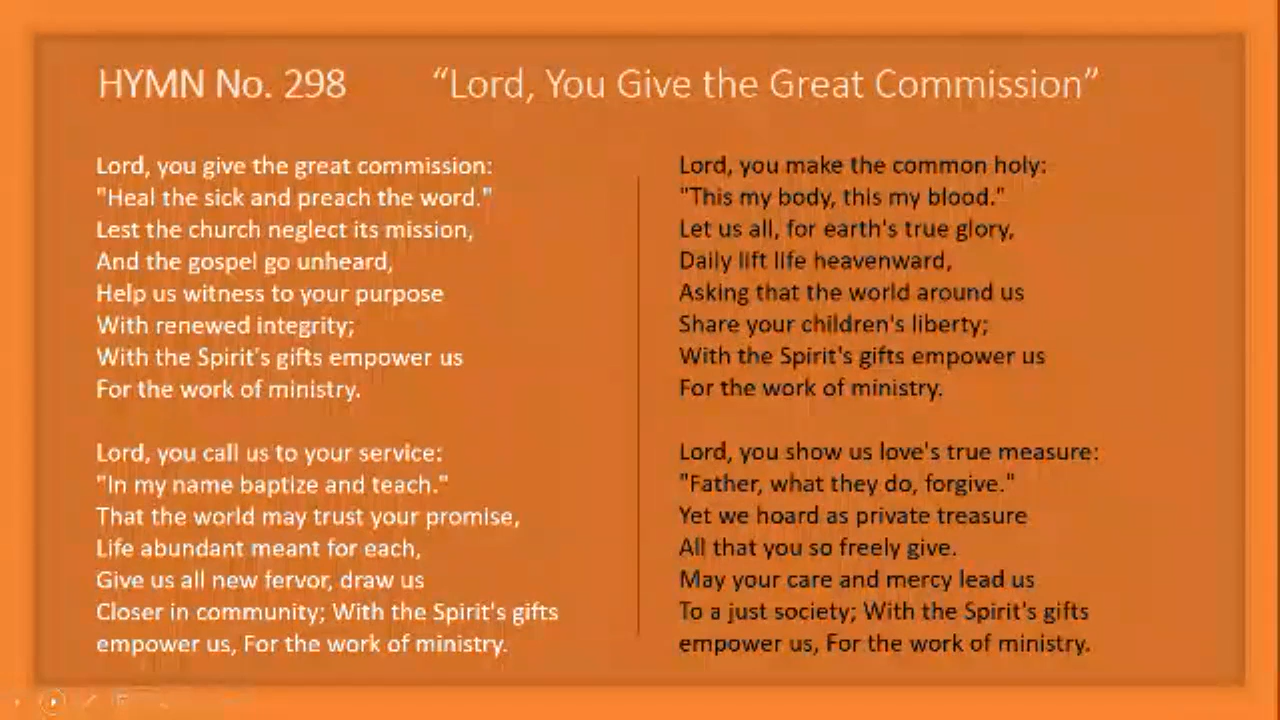 HYMN No. 298 “Lord, You Give the Great Commission”
Lord, you give the great commission:
"Heal the sick and preach the word."
Lest the church neglect its mission,
And the gospel go unheard,
Help us witness to your purpose
With renewed integrity;
With the Spirit's gifts empower us
For the work of ministry.
Lord, you call us to your service:
"In my name baptize and teach."
That the world may trust your promise,
Life abundant meant for each,
Give us all new fervor, draw us
Closer in community; With the Spirit's gifts
empower us, For the work of ministry.
Lord, you make the common holy:
"This my body, this my blood."
Let us all, for earth's true glory,
Daily lift life heavenward,
Asking that the world around us
Share your children's liberty;
With the Spirit's gifts empower us
For the work of ministry.
Lord, you show us love's true measure:
"Father, what they do, forgive."
Yet we hoard as private treasure
All that you so freely give.
May your care and mercy lead us
To a just society; With the Spirit's gifts
empower us, For the work of ministry.